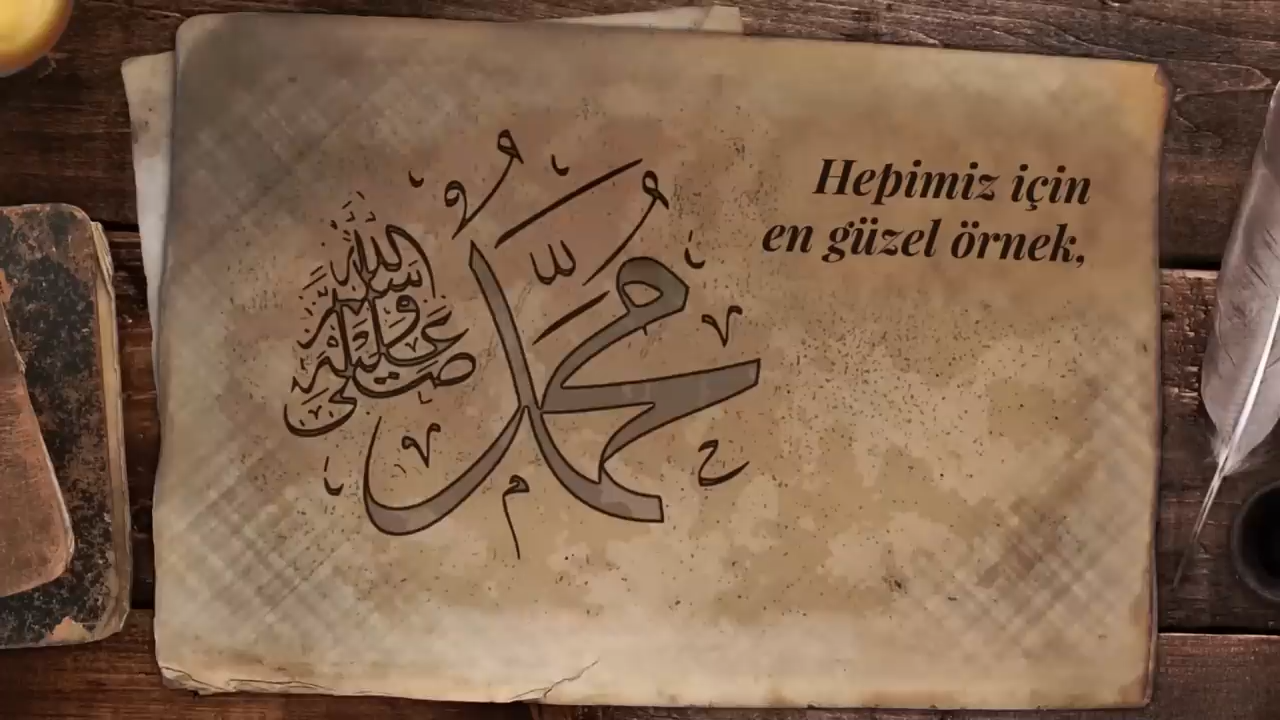 محمد
صلى الله عليه وسلم
Hepimiz için
en güzel örnek,